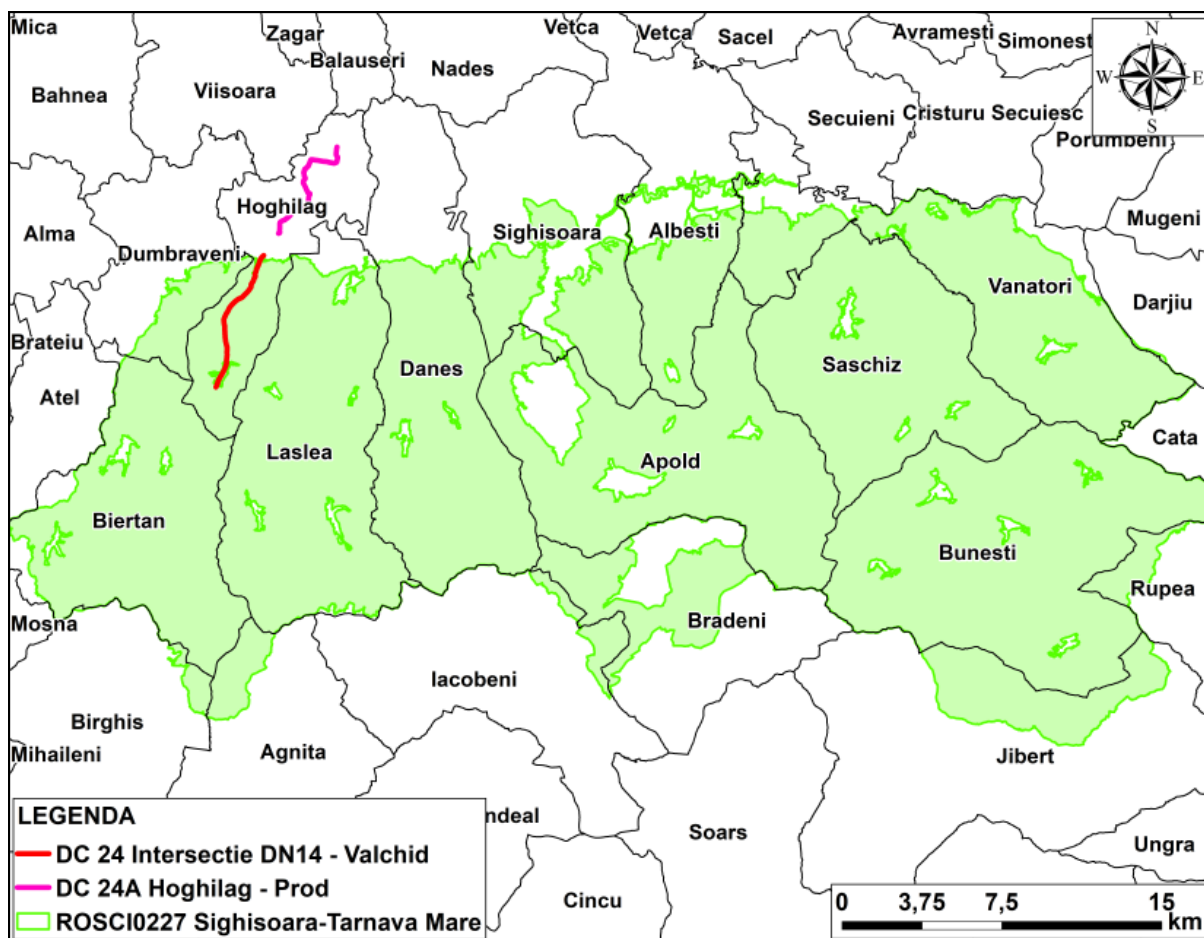 Mica
Zagar
Vetca
Vetca
Sacel
Avramesti
Simonest
N
Balauseri
Nades
Bahnea
Viisoara
W
E
S
Secuieni
Cristuru Secuiesc
Porumbeni
Hoghilag
Alma
Dumbraveni
Sighisoara
Albesti
Mugeni
Vanatori
Darjiu
Brateiu
Danes
Saschiz
Atel
Laslea
Apold
Cata
Biertan
Bunesti
Rupea
Mosna
Bradeni
Iacobeni
Birghis
Mihaileni
Agnita
Jibert
LEGENDA
ndeal
Soars
Ungra
DC 24 Intersectie DN14 - Valchid
DC 24A Hoghilag - Prod
Cincu
ROSCI0227 Sighisoara-Tarnava Mare
0 3,75 7,5 15
km